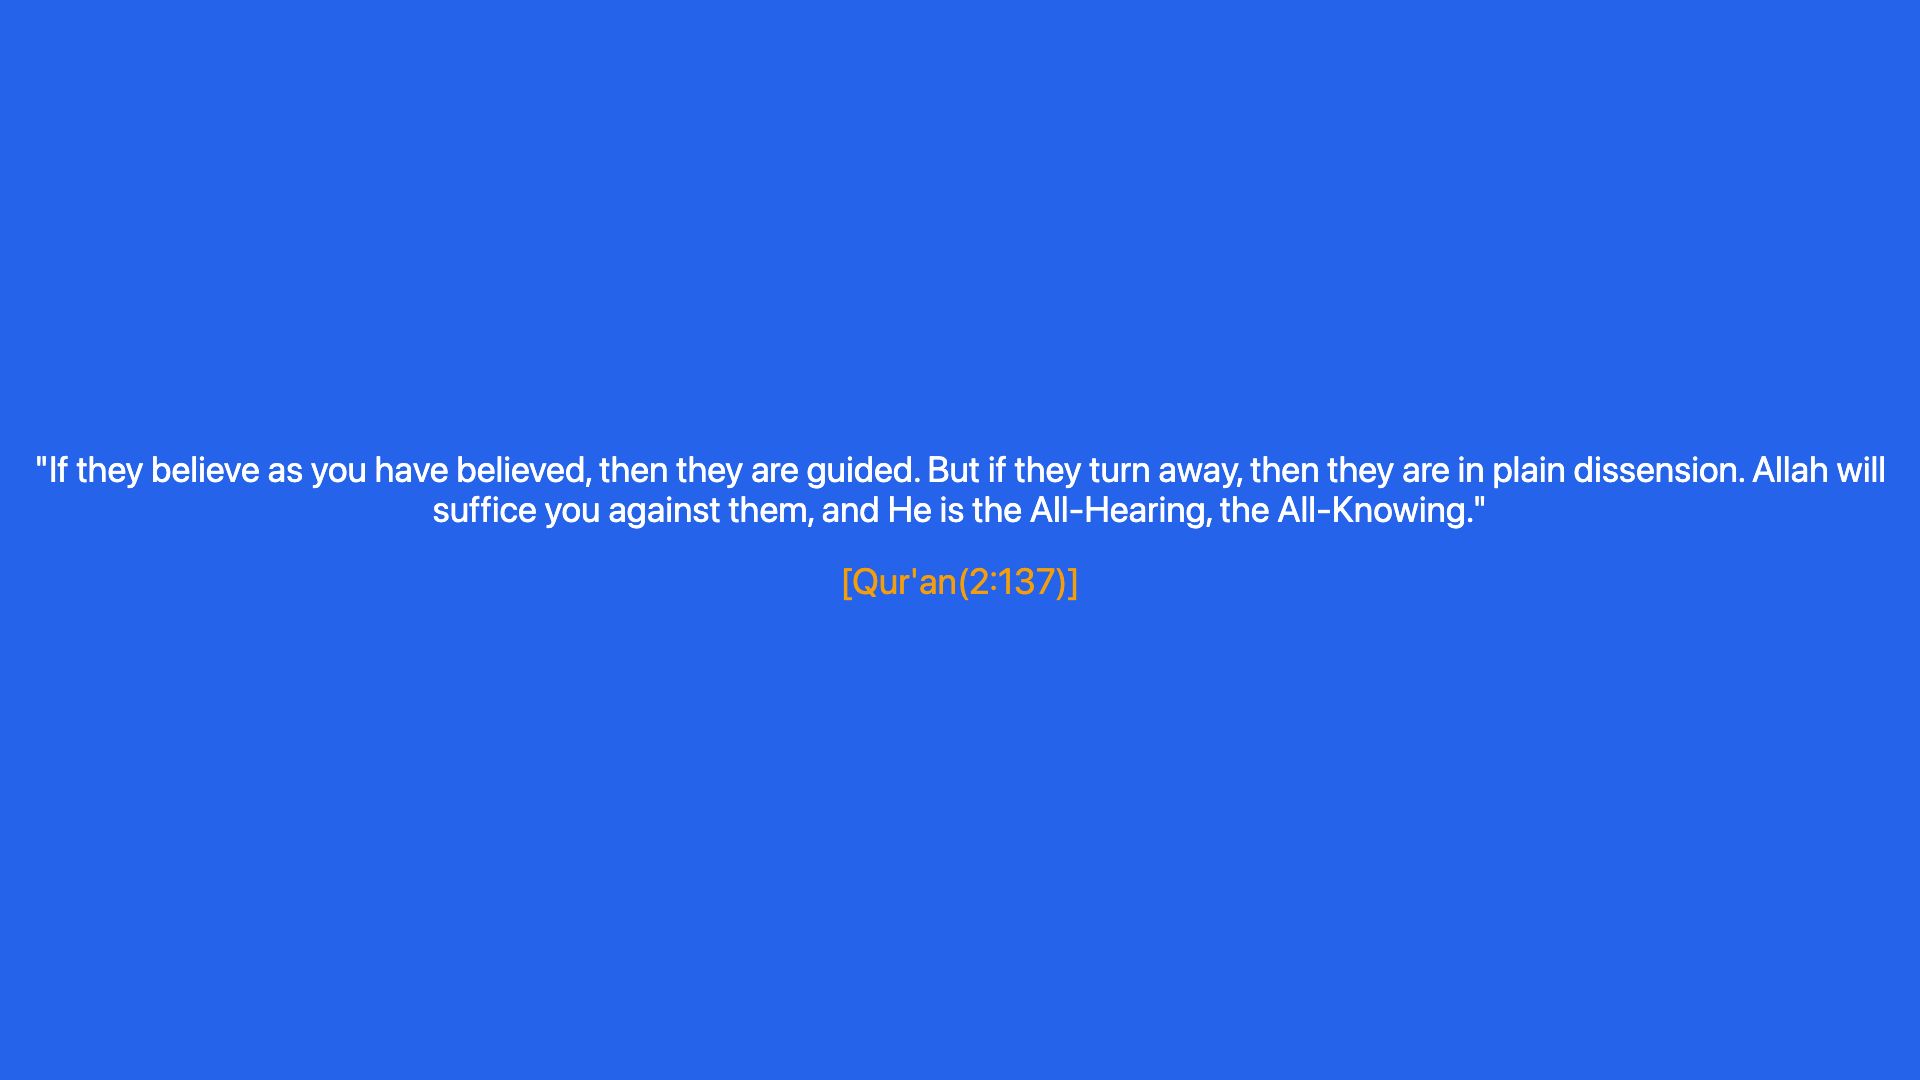 "If they believe as you have believed, then they are guided. But if they turn away, then they are in plain dissension. Allah will
suffice you against them, and He is the All-Hearing, the All-Knowing."
[Qur'an(2:137)]